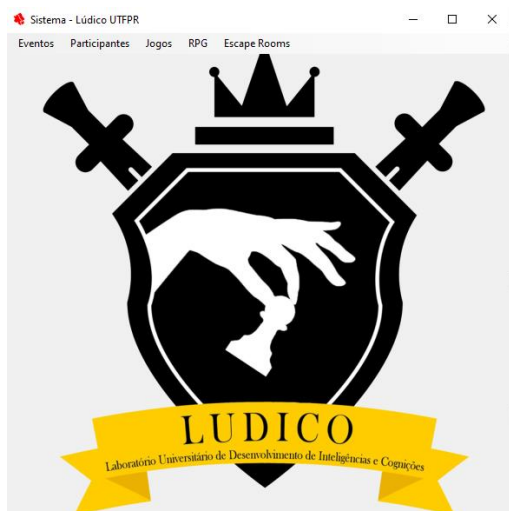 Sistema - Lúdico UTFPR
Eventos Participantes Jogos RPG Escape Rooms
LUDICO
Laboratório Universitário de Desenvolvimento de Inteligências e Cognições